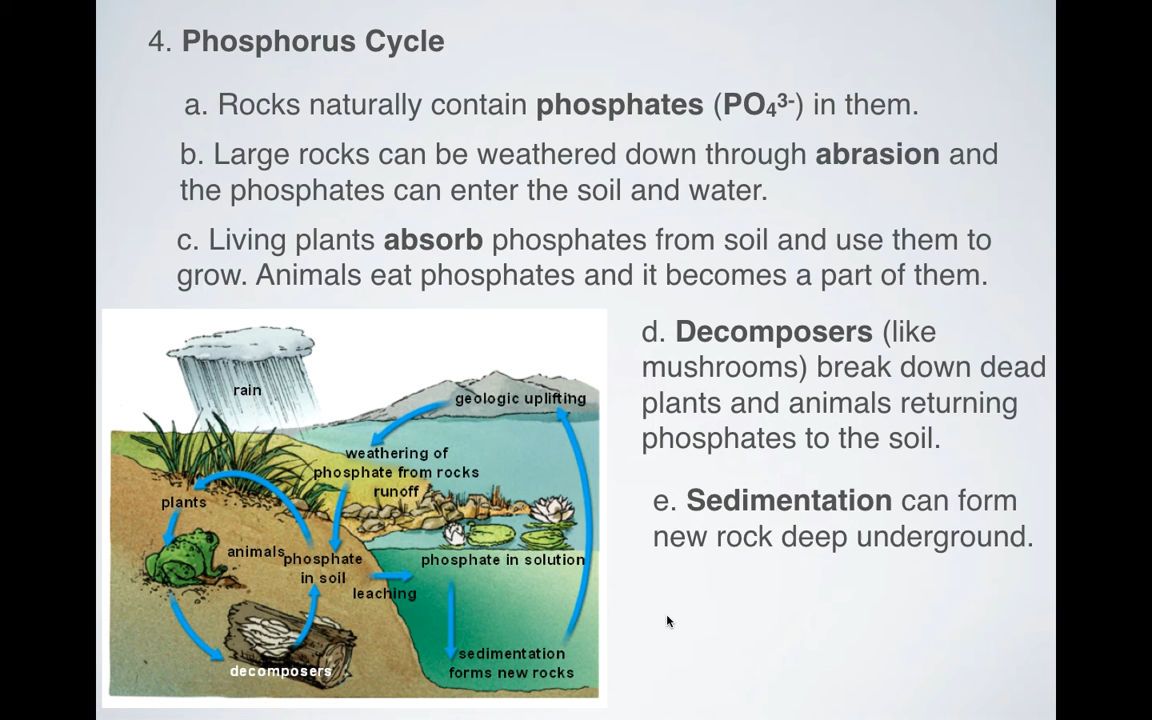 4. Phosphorus Cycle
a. Rocks naturally contain phosphates (PO₄³⁻) in them.
b. Large rocks can be weathered down through abrasion and
the phosphates can enter the soil and water.
c. Living plants absorb phosphates from soil and use them to
grow. Animals eat phosphates and it becomes a part of them.
d. Decomposers (like
mushrooms) break down dead
plants and animals returning
phosphates to the soil.
e. Sedimentation can form
new rock deep underground.
rain
geologic uplifting
weathering of
phosphate from rocks
runoff
plants
animals
phosphate
in soil
phosphate in solution
leaching
sedimentation
forms new rocks
decomposers